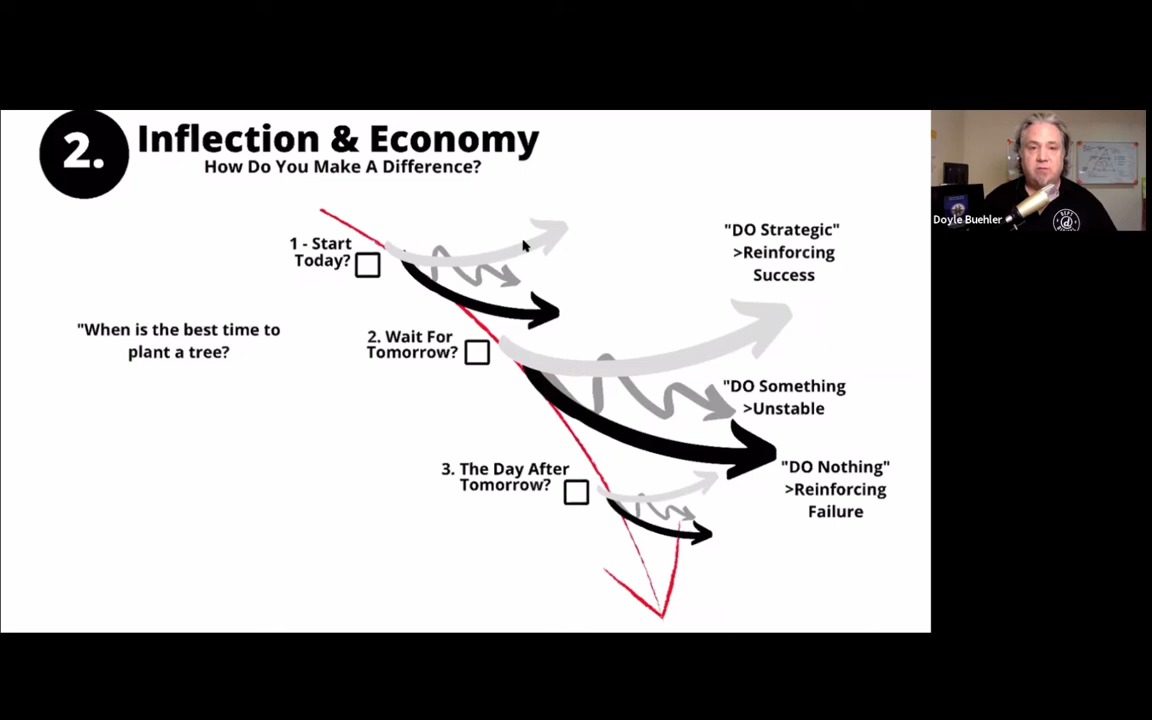 2.
Inflection & Economy
How Do You Make A Difference?
1 - Start
Today?
"DO Strategic"
>Reinforcing
Success
"When is the best time to
plant a tree?
2. Wait For
Tomorrow?
"DO Something
>Unstable
3. The Day After
Tomorrow?
"DO Nothing"
>Reinforcing
Failure
Doyle Buehler